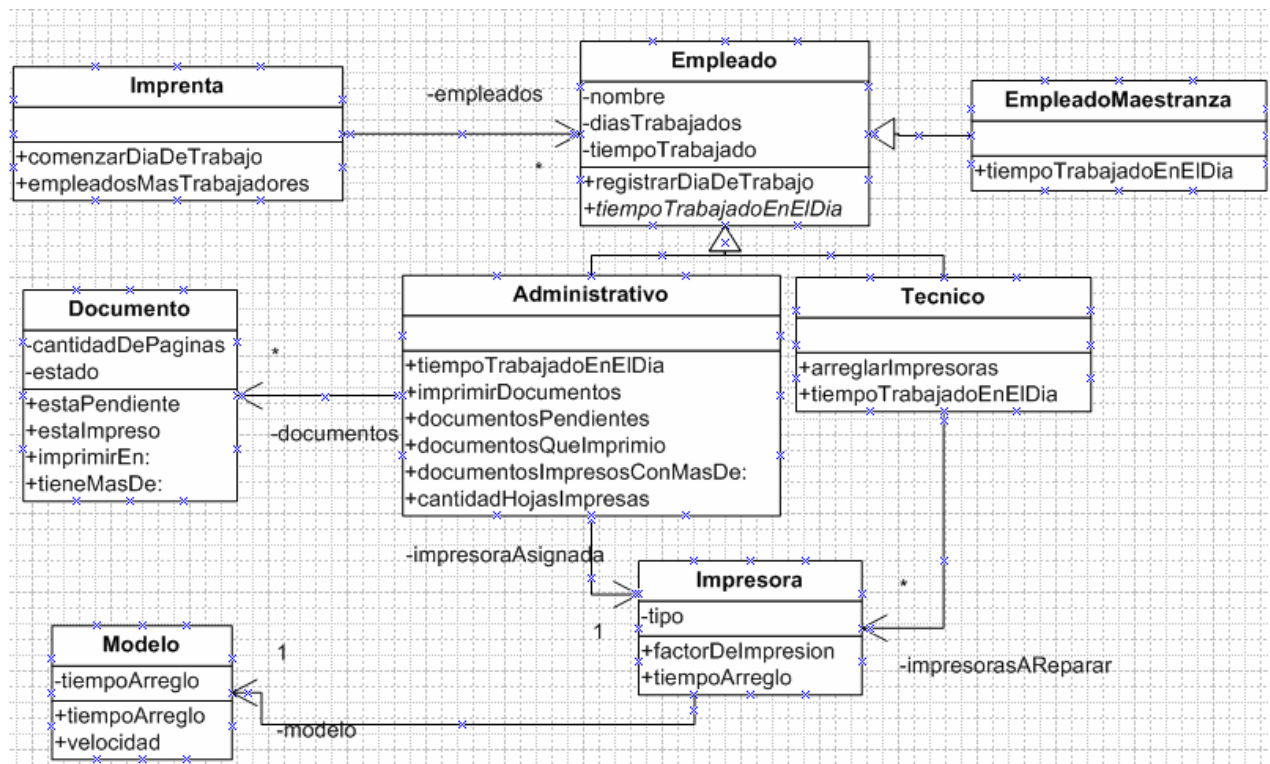 Imprenta
+comenzarDiaDeTrabajo
+empleadosMasTrabajadores
-empleados
*
Empleado
-nombre
-diasTrabajados
-tiempoTrabajado
+registrarDiaDeTrabajo
+tiempoTrabajadoEnElDia
EmpleadoMaestranza
+tiempoTrabajadoEnElDia
Documento
-cantidadDePaginas
-estado
+estaPendiente
+estaImpreso
+imprimirEn:
+tieneMasDe:
*
-documentos
Administrativo
+tiempoTrabajadoEnElDia
+imprimirDocumentos
+documentosPendientes
+documentosQueImprimio
+documentosImpresosConMasDe:
+cantidadHojasImpresas
Tecnico
+arreglarImpresoras
+tiempoTrabajadoEnElDia
-impresoraAsignada
1
Impresora
-tipo
+factorDeImpresion
+tiempoArreglo
*
-impresorasAReparar
Modelo
-tiempoArreglo
+tiempoArreglo
+velocidad
1
-modelo